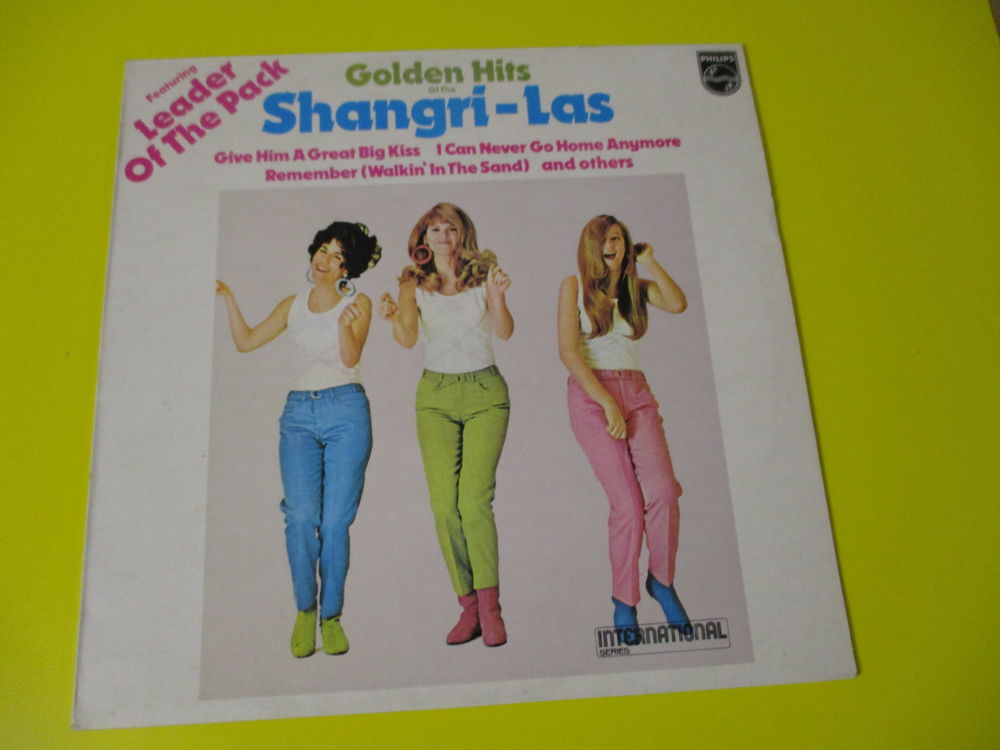 Featuring
Leader
Of The Pack
Golden Hits
Of The
Shangri-Las
PHILIPS
Give Him A Great Big Kiss I Can Never Go Home Anymore
Remember (Walkin' In The Sand) and others
INTERNATIONAL
SERIES